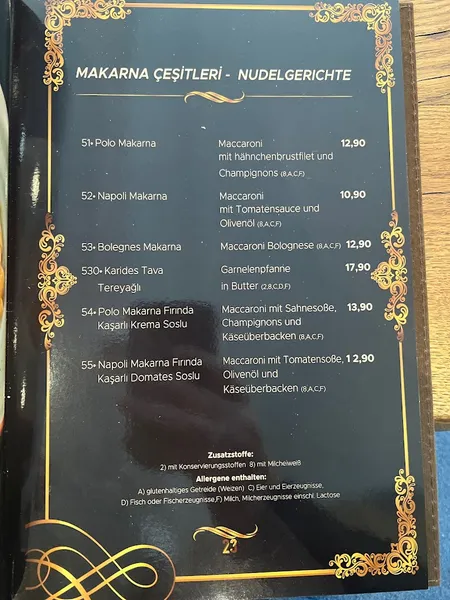 MAKARNA ÇEŞİTLERİ - NUDELGERICHTE
51• Polo Makarna Maccaroni 12,90
mit hähnchenbrustfilet und
Champignons (8,A,C,F)
52• Napoli Makarna Maccaroni 10,90
mit Tomatensauce und
Olivenöl (8,A,C,F)
53• Bolegnes Makarna Maccaroni Bolognese (8,A,C,F) 12,90
530• Karides Tava Garnelenpfanne 17,90
Tereyağlı in Butter (2,8,C,D,F)
54• Polo Makarna Fırında Maccaroni mit Sahnesoße, 13,90
Kaşarlı Krema Soslu Champignons und
Käseüberbacken (8,A,C,F)
55• Napoli Makarna Fırında Maccaroni mit Tomatensoße, 12,90
Kaşarlı Domates Soslu Olivenöl und
Käseüberbacken (8,A,C,F)
Zusatzstoffe:
2) mit Konservierungsstoffen 8) mit Milcheiweiß
Allergene enthalten:
A) glutenhaltiges Getreide (Weizen) C) Eier und Eierzeugnisse,
D) Fisch oder Fischerzeugnisse,F) Milch, Milcherzeugnisse einschl. Lactose
23